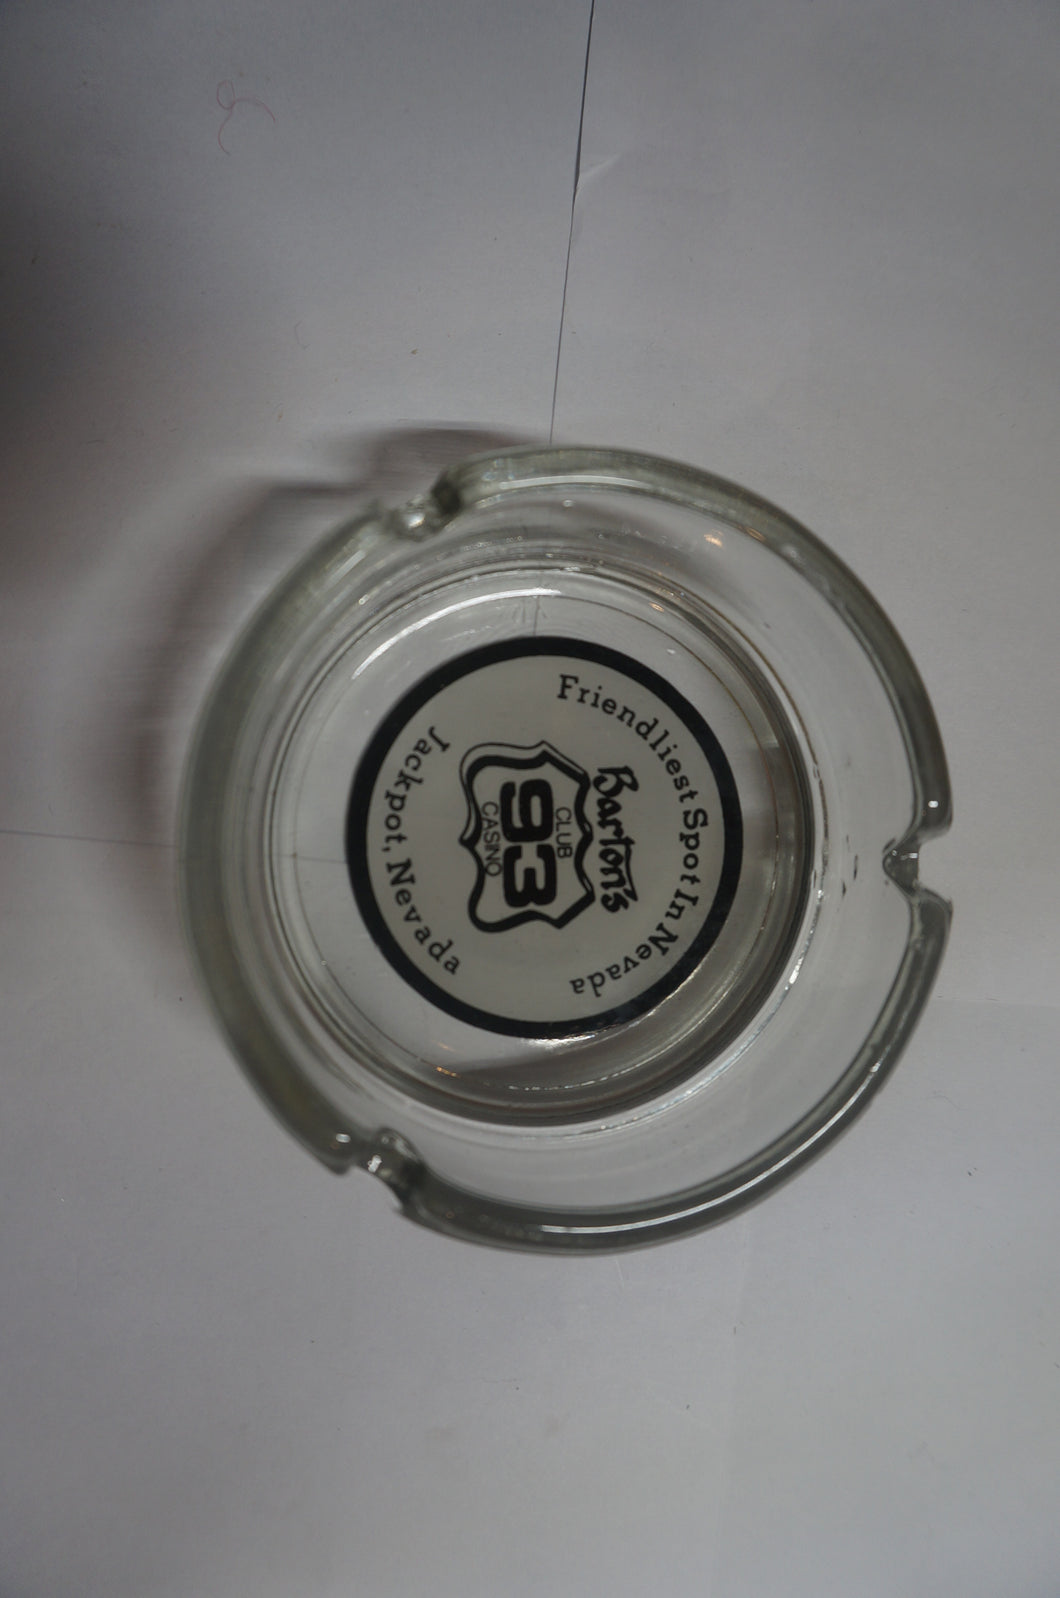 Friendliest Spot In Nevada
Barton's
CLUB
93
CASINO
Jackpot, Nevada